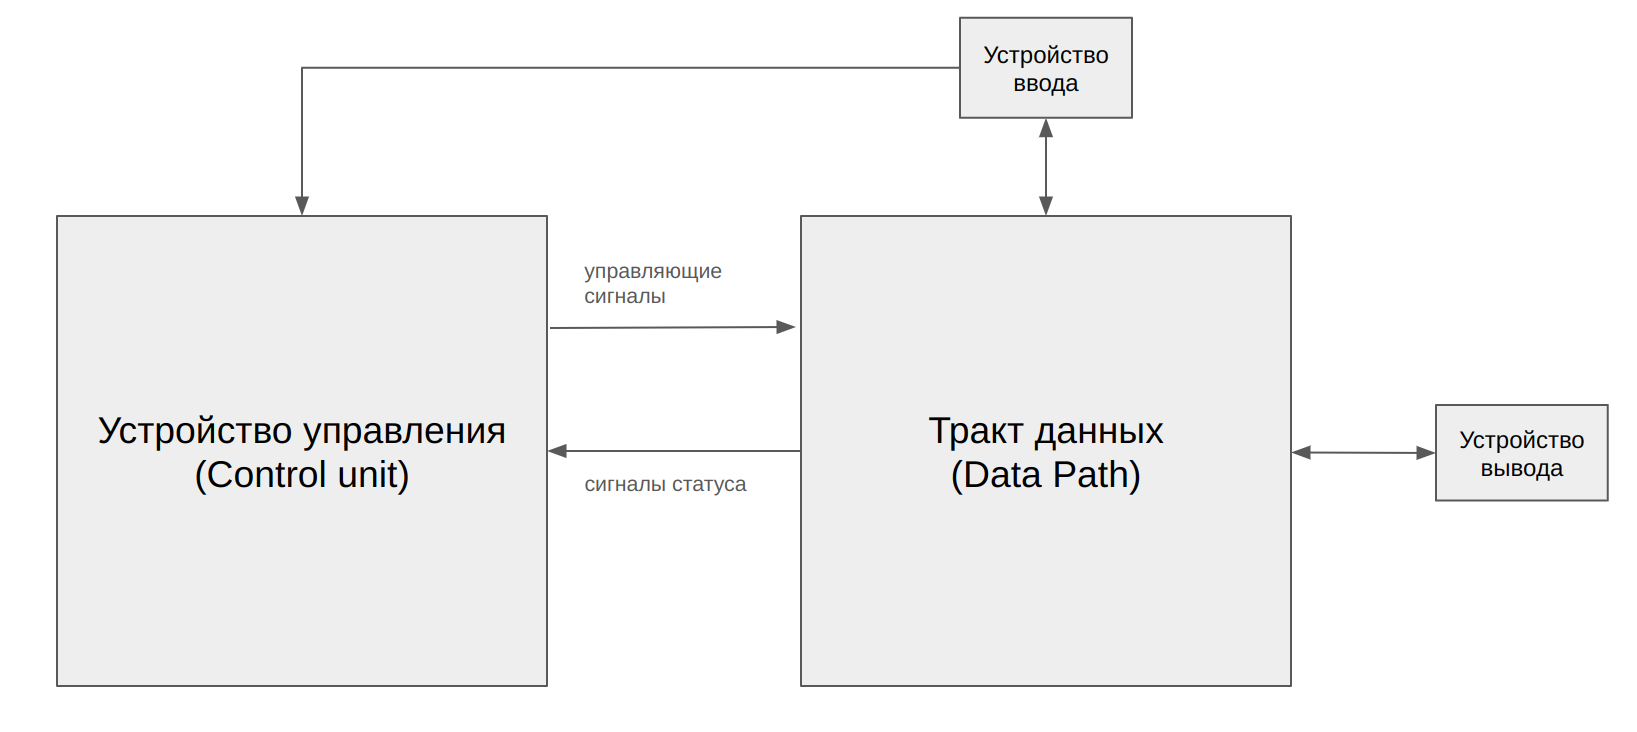 Устройство
ввода
управляющие
сигналы
Устройство управления
(Control unit)
Тракт данных
(Data Path)
Устройство
вывода
сигналы статуса